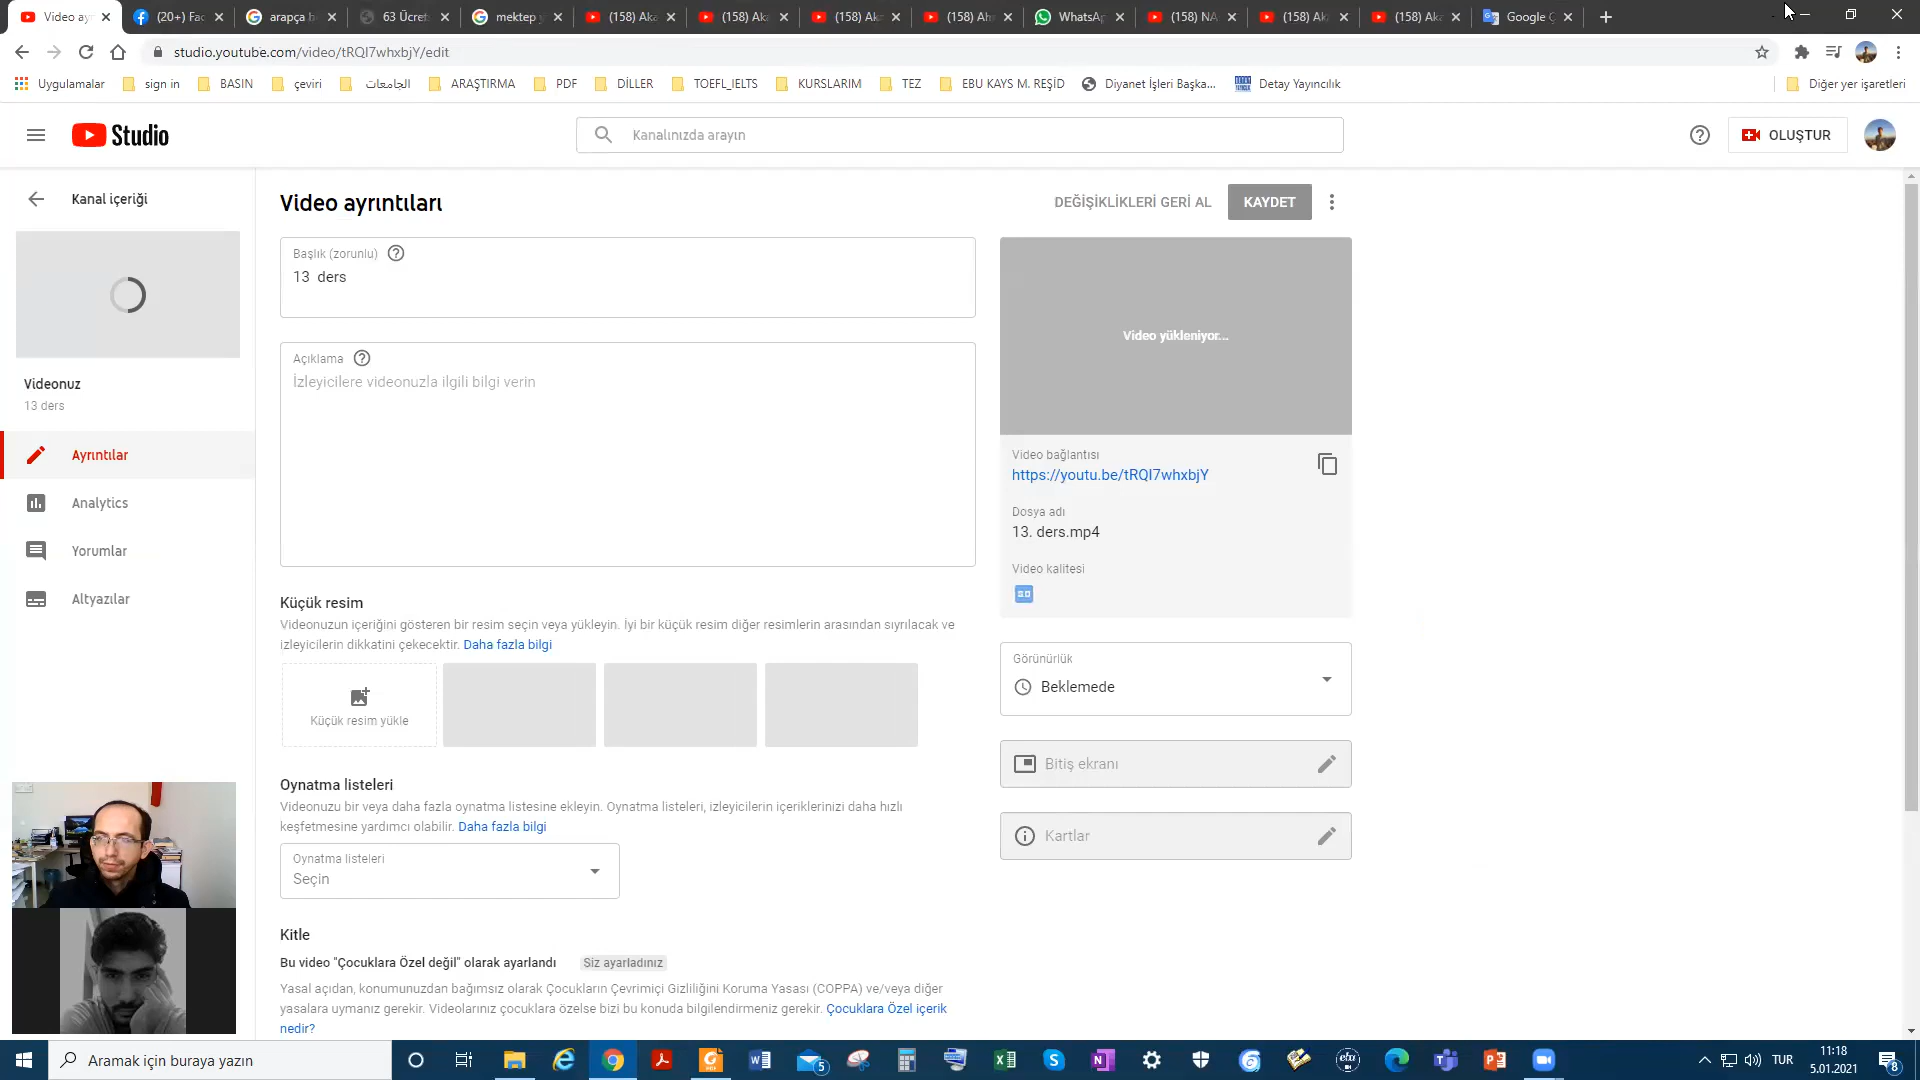 Video ay
(20+) Fac
arapça h
63 Ücret
mektep y
(158) Aka
(158) Aka
(158) Ak
(158) Ah
WhatsAp
(158) NA
(158) Ak
(158) Aka
Google Ç
studio.youtube.com/video/tRQI7whxbjY/edit
Uygulamalar
sign in
BASIN
çeviri
الجامعات
ARAŞTIRMA
PDF
DİLLER
TOEFL_IELTS
KURSLARIM
TEZ
EBU KAYS M. REŞİD
Diyanet İşleri Başka...
DETAY YAYINCILIK
Detay Yayıncılık
Diğer yer işaretleri
Studio
Kanalınızda arayın
OLUŞTUR
Kanal içeriği
Video ayrıntıları
DEĞİŞİKLİKLERİ GERİ AL
KAYDET
Başlık (zorunlu)
13 ders
Açıklama
İzleyicilere videonuzla ilgili bilgi verin
Video yükleniyor...
Videonuz
13 ders
Ayrıntılar
Analytics
Yorumlar
Altyazılar
Video bağlantısı
https://youtu.be/tRQI7whxbjY
Dosya adı
13. ders.mp4
Video kalitesi
Küçük resim
Videonuzun içeriğini gösteren bir resim seçin veya yükleyin. İyi bir küçük resim diğer resimlerin arasından sıyrılacak ve
izleyicilerin dikkatini çekecektir. Daha fazla bilgi
Küçük resim yükle
Görünürlük
Beklemede
Bitiş ekranı
Kartlar
Oynatma listeleri
Videonuzu bir veya daha fazla oynatma listesine ekleyin. Oynatma listeleri, izleyicilerin içeriklerinizi daha hızlı
keşfetmesine yardımcı olabilir. Daha fazla bilgi
Oynatma listeleri
Seçin
Kitle
Bu video "Çocuklara Özel değil" olarak ayarlandı
Siz ayarladınız
Yasal açıdan, konumunuzdan bağımsız olarak Çocukların Çevrimiçi Gizliliğini Koruma Yasası (COPPA) ve/veya diğer
yasalara uymanız gerekir. Videolarınız çocuklara özelse bizi bu konuda bilgilendirmeniz gerekir. Çocuklara Özel içerik
nedir?
Aramak için buraya yazın
5
TUR
11:18
5.01.2021
8